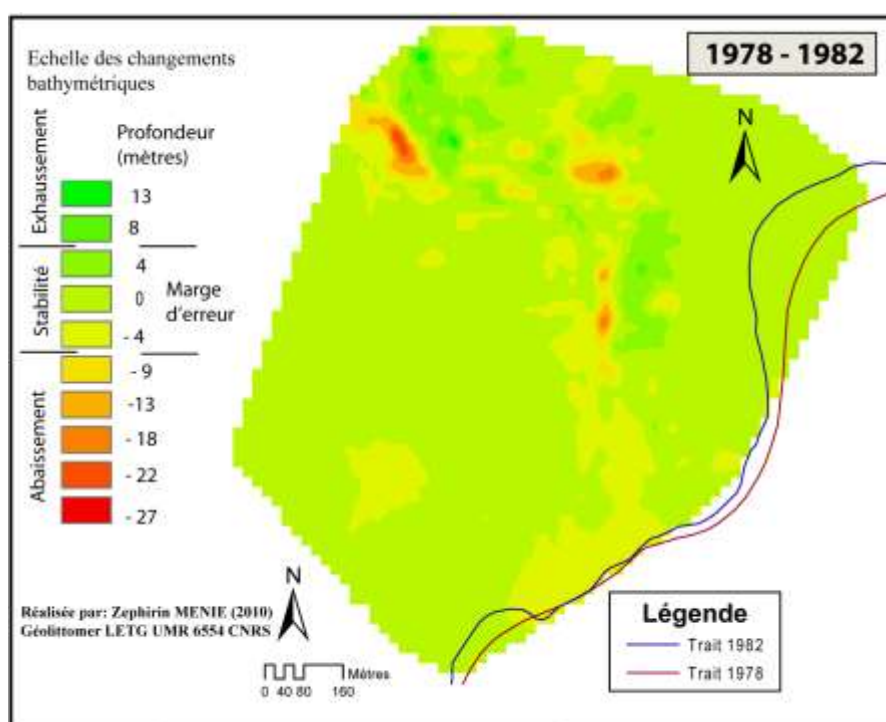 Echelle des changements
bathymétriques
1978 - 1982
Profondeur
(mètres)
Exhaussement
13
8
Stabilité
4
0
- 4
Marge
d'erreur
Abaissement
- 9
-13
- 18
- 22
- 27
N
N
Réalisée par: Zephirin MENIE (2010)
Géolittomer LETG UMR 6554 CNRS
Mètres
0 40 80 160
Légende
Trait 1982
Trait 1978